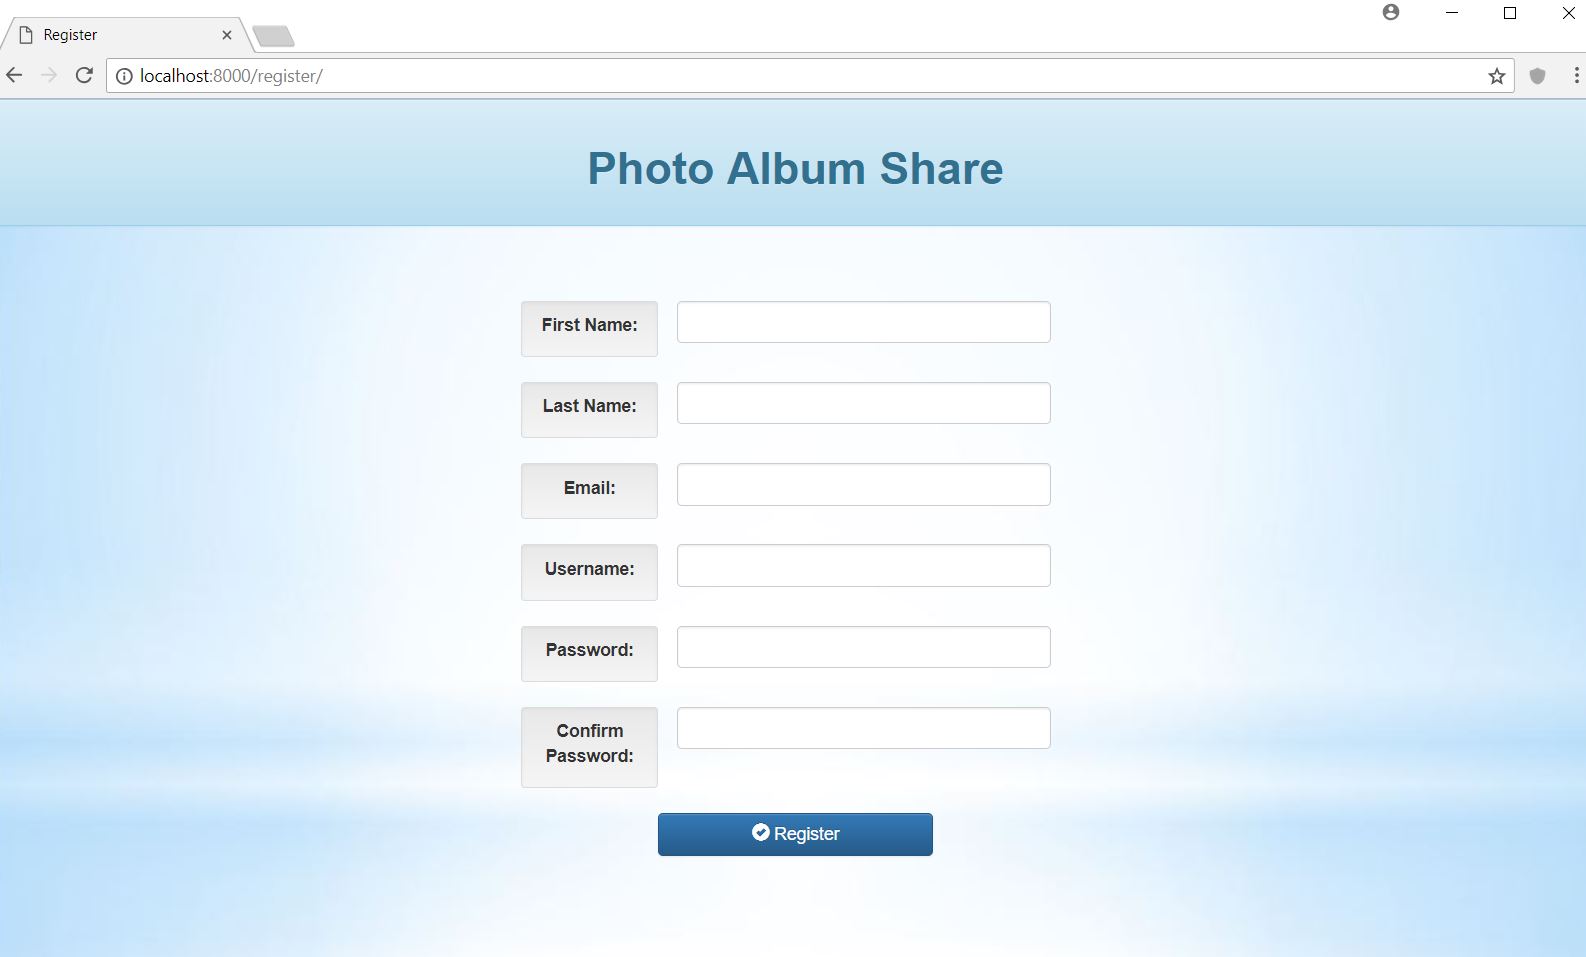 Register
localhost:8000/register/
Photo Album Share
First Name:
Last Name:
Email:
Username:
Password:
Confirm
Password:
Register